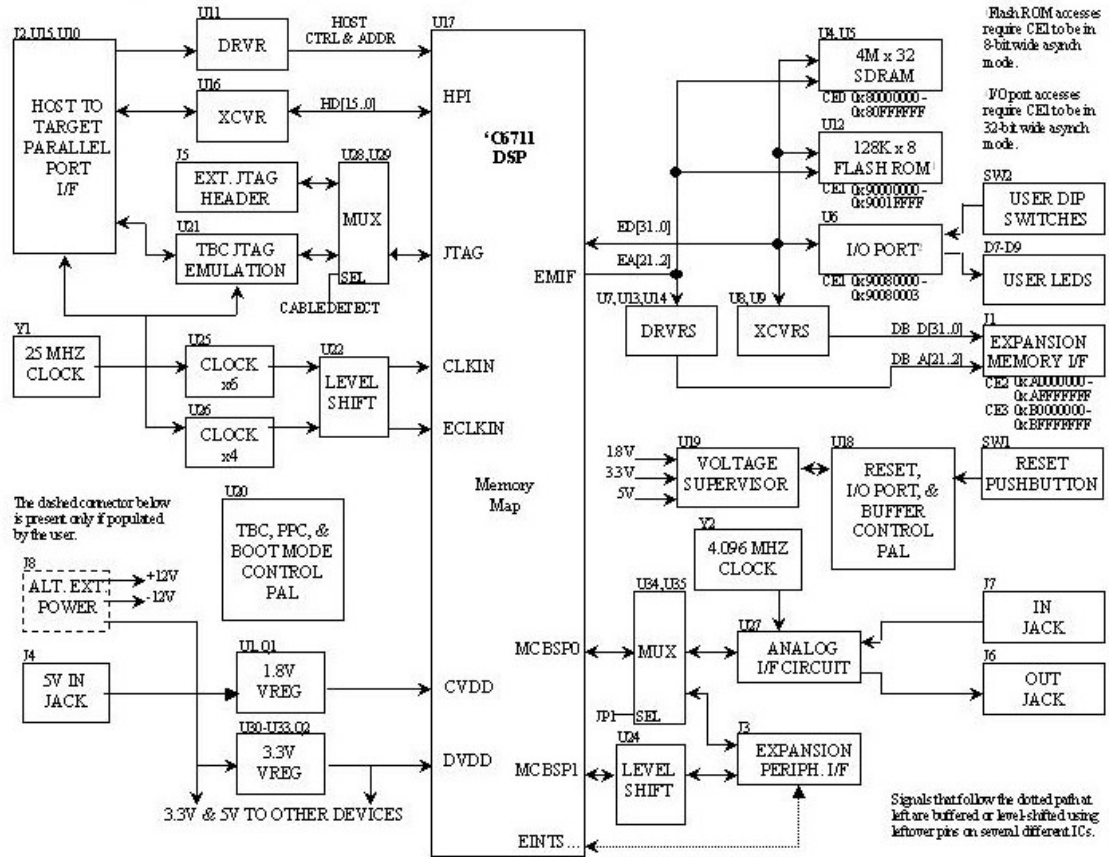 J2, U15, U10
HOST TO
TARGET
PARALLEL
PORT
I/F
U11
DRVR
HOST
CTRL & ADDR
U16
XCVR
HD[15..0]
J5
EXT. JTAG
HEADER
U21
TBC JTAG
EMULATION
U28, U29
MUX
SEL
CABLE DETECT
Y1
25 MHZ
CLOCK
U25
CLOCK
x6
U26
CLOCK
x4
U22
LEVEL
SHIFT
U20
TBC, PPC, &
BOOT MODE
CONTROL
PAL
The dashed connector below
is present only if populated
by the user.
J8
ALT. EXT
POWER
+12V
-12V
J4
5V IN
JACK
U1, Q1
1.8V
VREG
U30-U33, Q2
3.3V
VREG
3.3V & 5V TO OTHER DEVICES
U17
HPI
'C6711
DSP
JTAG
EMIF
CLKIN
ECLKIN
Memory
Map
MCBSP0
CVDD
DVDD
MCBSP1
EINTS...
ED[31..0]
EA[21..2]
U4, U5
4M x 32
SDRAM
CE0 0x80000000-
0x80FFFFFF
U12
128K x 8
FLASH ROM1
CE1 0x90000000-
0x9001FFFF
U6
I/O PORT2
CE1 0x90080000-
0x90080003
1Flash ROM accesses
require CE1 to be in
8-bit wide asynch
mode.
2I/O port accesses
require CE1 to be in
32-bit wide asynch
mode.
SW2
USER DIP
SWITCHES
D7-D9
USER LEDS
U7, U13, U14
DRVRS
U8, U9
XCVRS
DB_D[31..0]
DB_A[21..2]
J1
EXPANSION
MEMORY I/F
CE2 0xA0000000-
0xAFFFFFFF
CE3 0xB0000000-
0xBFFFFFFF
1.8V
3.3V
5V
U19
VOLTAGE
SUPERVISOR
U18
RESET,
I/O PORT, &
BUFFER
CONTROL
PAL
SW1
RESET
PUSHBUTTON
Y2
4.096 MHZ
CLOCK
U34, U35
MUX
JP1
SEL
U27
ANALOG
I/F CIRCUIT
J7
IN
JACK
J6
OUT
JACK
U24
LEVEL
SHIFT
J3
EXPANSION
PERIPH. I/F
Signals that follow the dotted path at
left are buffered or level-shifted using
leftover pins on several different ICs.